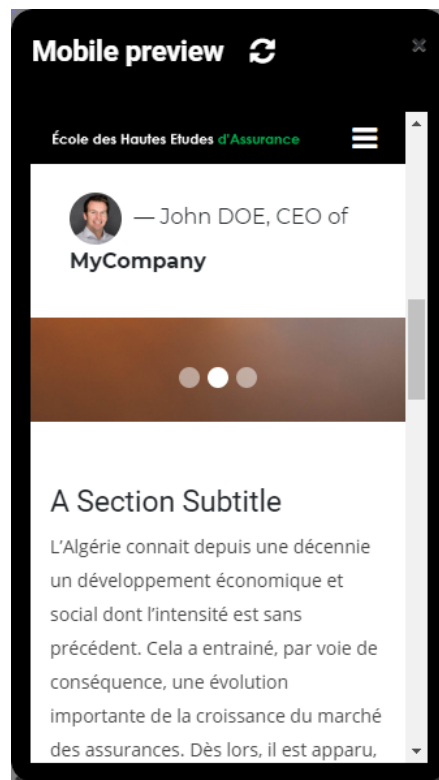 Mobile preview
École des Hautes Etudes d'Assurance
— John DOE, CEO of
MyCompany
A Section Subtitle
L'Algérie connait depuis une décennie
un développement économique et
social dont l'intensité est sans
précédent. Cela a entrainé, par voie de
conséquence, une évolution
importante de la croissance du marché
des assurances. Dès lors, il est apparu,